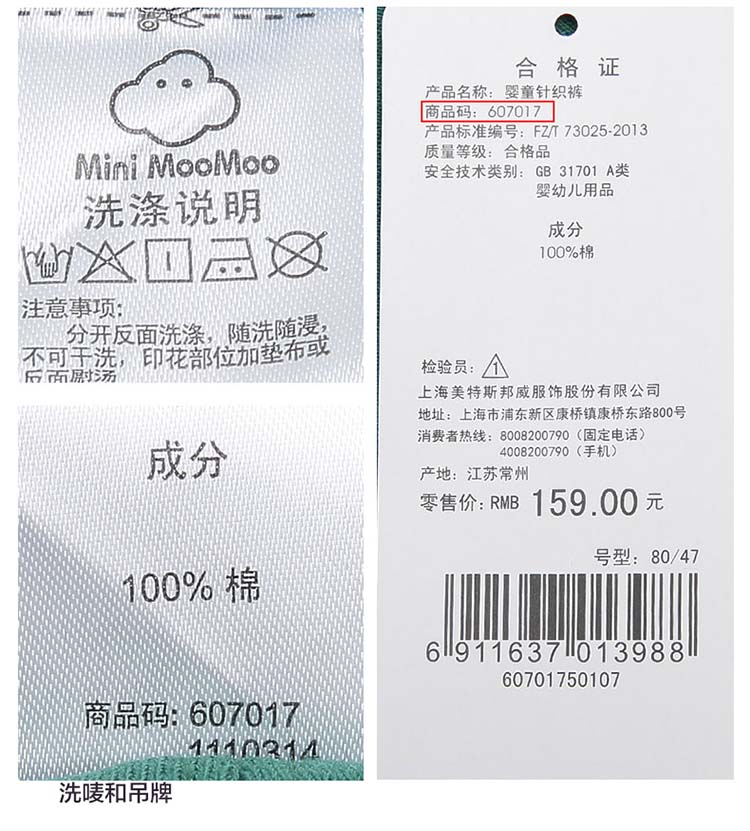 Mini MooMoo
洗涤说明
注意事项:
分开反面洗涤，随洗随漫，
不可干洗，印花部位加垫布或
反面熨烫
成分
100% 棉
商品码: 607017
1110314
合格证
产品名称: 婴童针织裤
商品码: 607017
产品标准编号: FZ/T 73025-2013
质量等级: 合格品
安全技术类别: GB 31701 A类
婴幼儿用品
成分
100%棉
检验员: 1
上海美特斯邦威服饰股份有限公司
地址: 上海市浦东新区康桥镇康桥东路800号
消费者热线: 8008200790 (固定电话)
4008200790 (手机)
产地: 江苏常州
零售价: RMB 159.00 元
号型: 80/47
6 911637 013988
60701750107
洗唛和吊牌